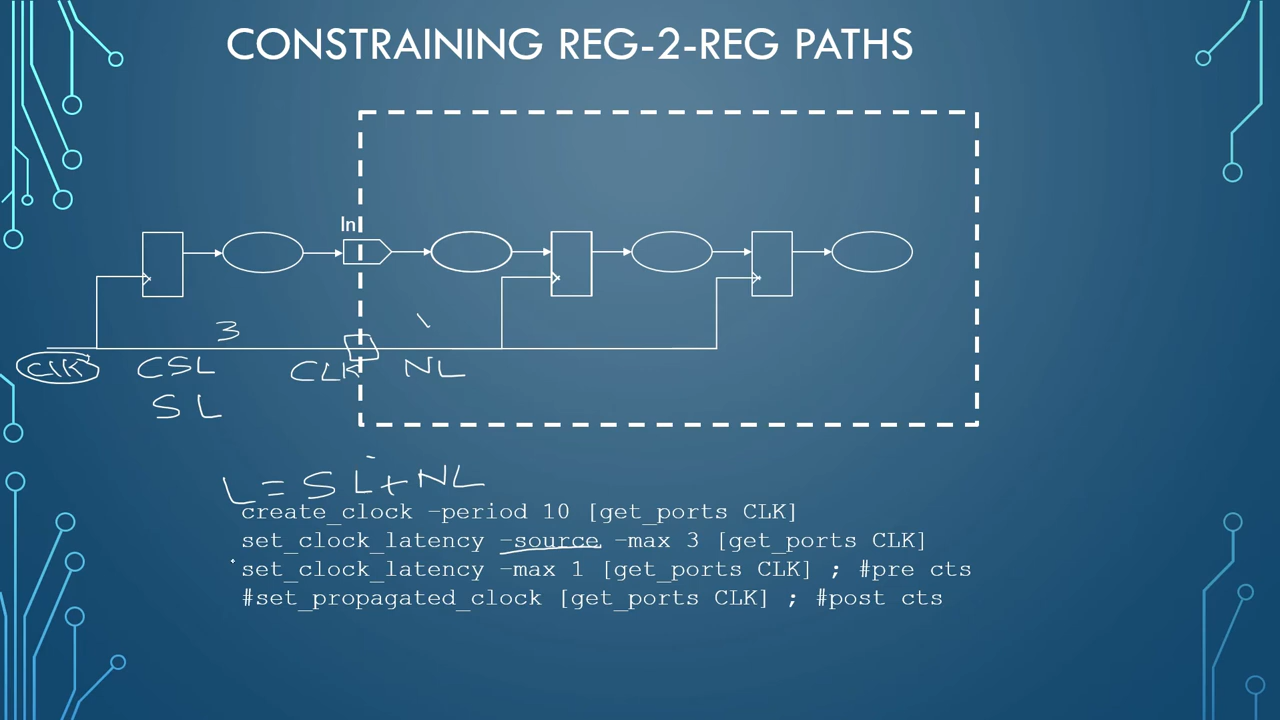 CONSTRAINING REG-2-REG PATHS
In
3 1
CLK CSL CLK NL
SL
L = SL + NL
create_clock –period 10 [get_ports CLK]
set_clock_latency –source –max 3 [get_ports CLK]
set_clock_latency –max 1 [get_ports CLK] ; #pre cts
#set_propagated_clock [get_ports CLK] ; #post cts